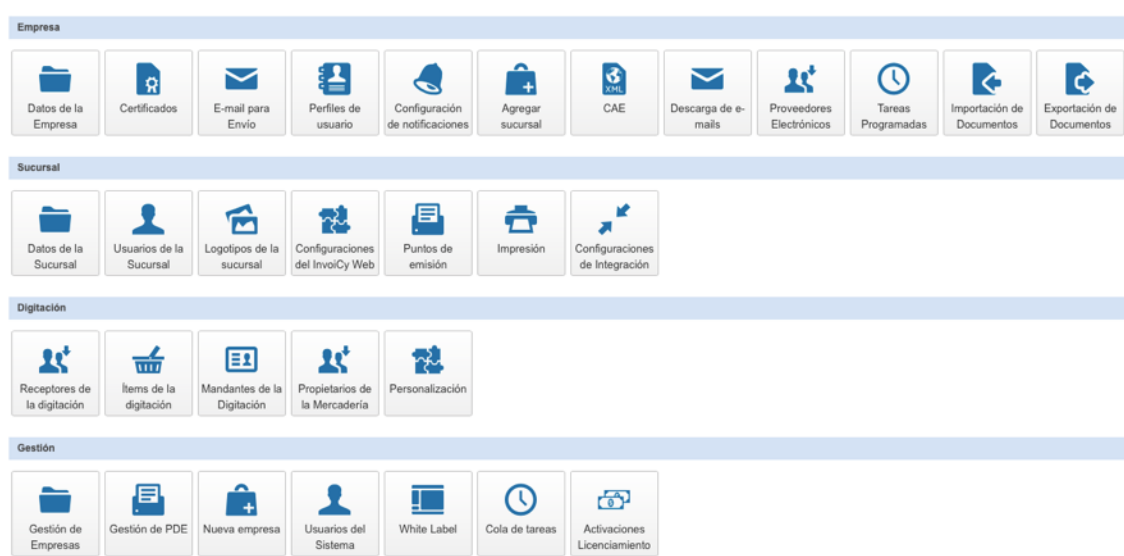 Empresa
Datos de la Empresa
Certificados
E-mail para Envío
Perfiles de usuario
Configuración de notificaciones
Agregar sucursal
XML
CAE
Descarga de e-mails
Proveedores Electrónicos
Tareas Programadas
Importación de Documentos
Exportación de Documentos
Sucursal
Datos de la Sucursal
Usuarios de la Sucursal
Logotipos de la sucursal
Configuraciones del InvoiCy Web
Puntos de emisión
Impresión
Configuraciones de Integración
Digitación
Receptores de la digitación
Ítems de la digitación
Mandantes de la Digitación
Propietarios de la Mercadería
Personalización
Gestión
Gestión de Empresas
Gestión de PDE
Nueva empresa
Usuarios del Sistema
White Label
Cola de tareas
Activaciones Licenciamiento